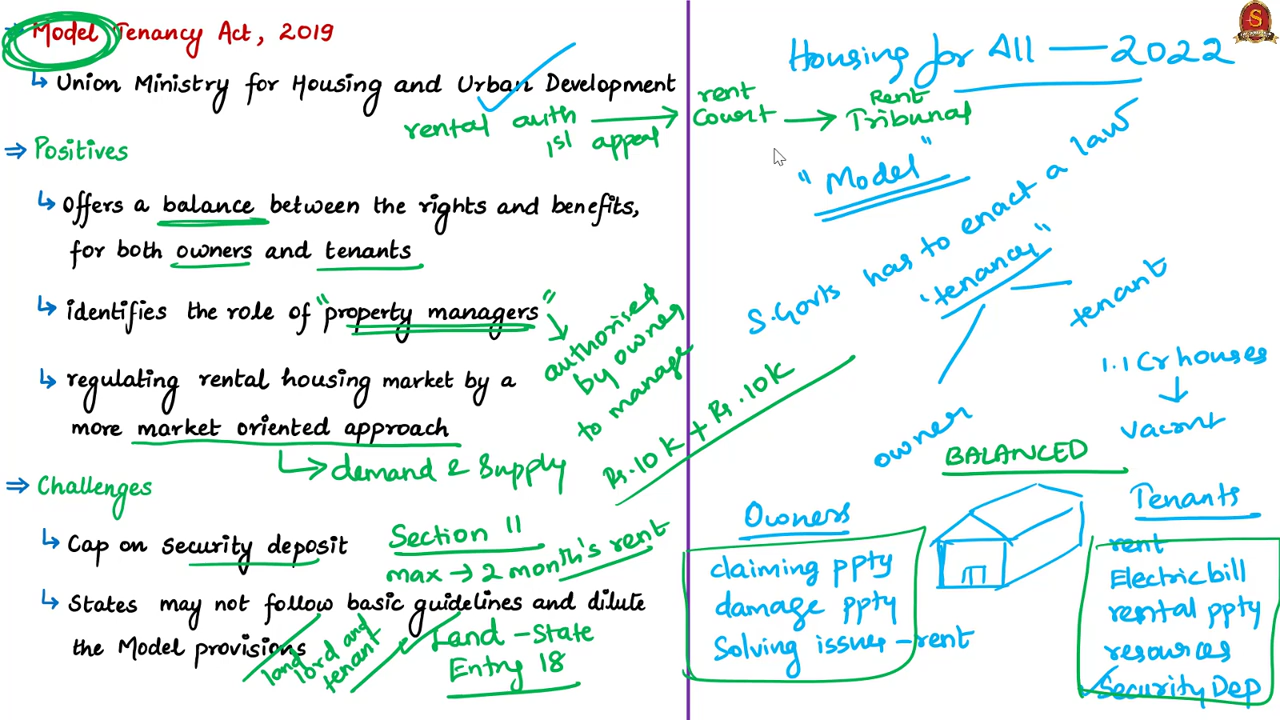 ⇒ Model Tenancy Act, 2019
↳ Union Ministry for Housing and Urban Development
rental auth → rent Court → Rent Tribunal
1st appeal
⇒ Positives
↳ Offers a balance between the rights and benefits,
for both owners and tenants
↳ identifies the role of "property managers"
authorised
by owner
to manage
↳ regulating rental housing market by a
more market oriented approach
↳ demand & Supply
⇒ Challenges
↳ Cap on security deposit
Section 11
max → 2 month's rent
Rs.10K + Rs.10K
↳ States may not follow basic guidelines and dilute
the Model provisions
land
lord and
tenant
Land - State
Entry 18
Housing for All — 2022
"Model"
S.Govts has to enact a law
"tenancy"
owner
tenant
1.1 Cr houses
↓
vacant
BALANCED
Owners
claiming ppty
damage ppty
Solving issues - rent
Tenants
rent
Electric bill
rental ppty
resources
Security Dep
S